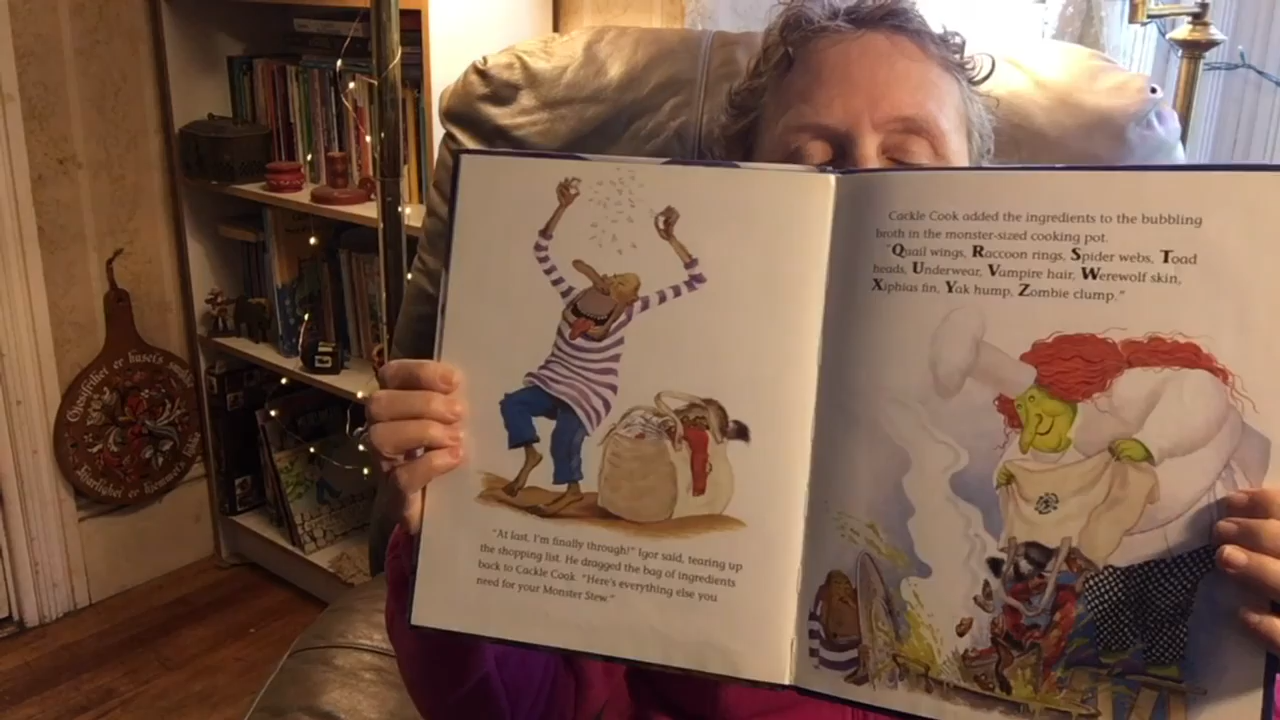 Cackle Cook added the ingredients to the bubbling
broth in the monster-sized cooking pot.
"Quail wings, Raccoon rings, Spider webs, Toad
heads, Underwear, Vampire hair, Werewolf skin,
Xiphias fin, Yak hump, Zombie clump."
"At last, I'm finally through!" Igor said, tearing up
the shopping list. He dragged the bag of ingredients
back to Cackle Cook. "Here's everything else you
need for your Monster Stew."